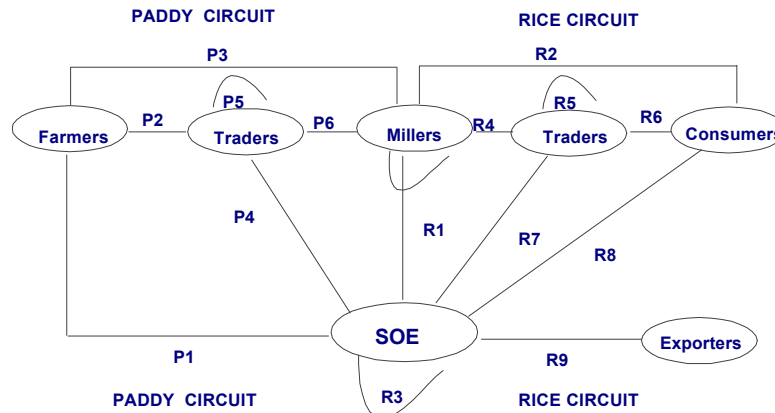 PADDY  CIRCUIT
RICE CIRCUIT
P3
R2
P5
R5
Farmers
P2
Traders
P6
Millers
R4
Traders
R6
Consumers
P4
R1
R7
R8
SOE
Exporters
P1
R9
R3
PADDY  CIRCUIT
RICE CIRCUIT